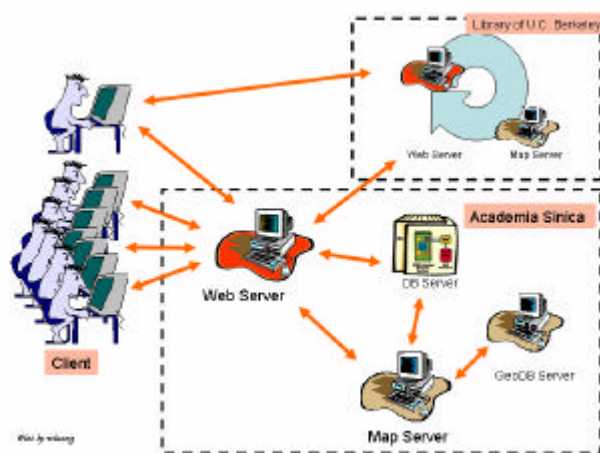 Library of U.C. Berkeley
Web Server
Map Server
Academia Sinica
Web Server
DB Server
GeoDB Server
Client
Map Server